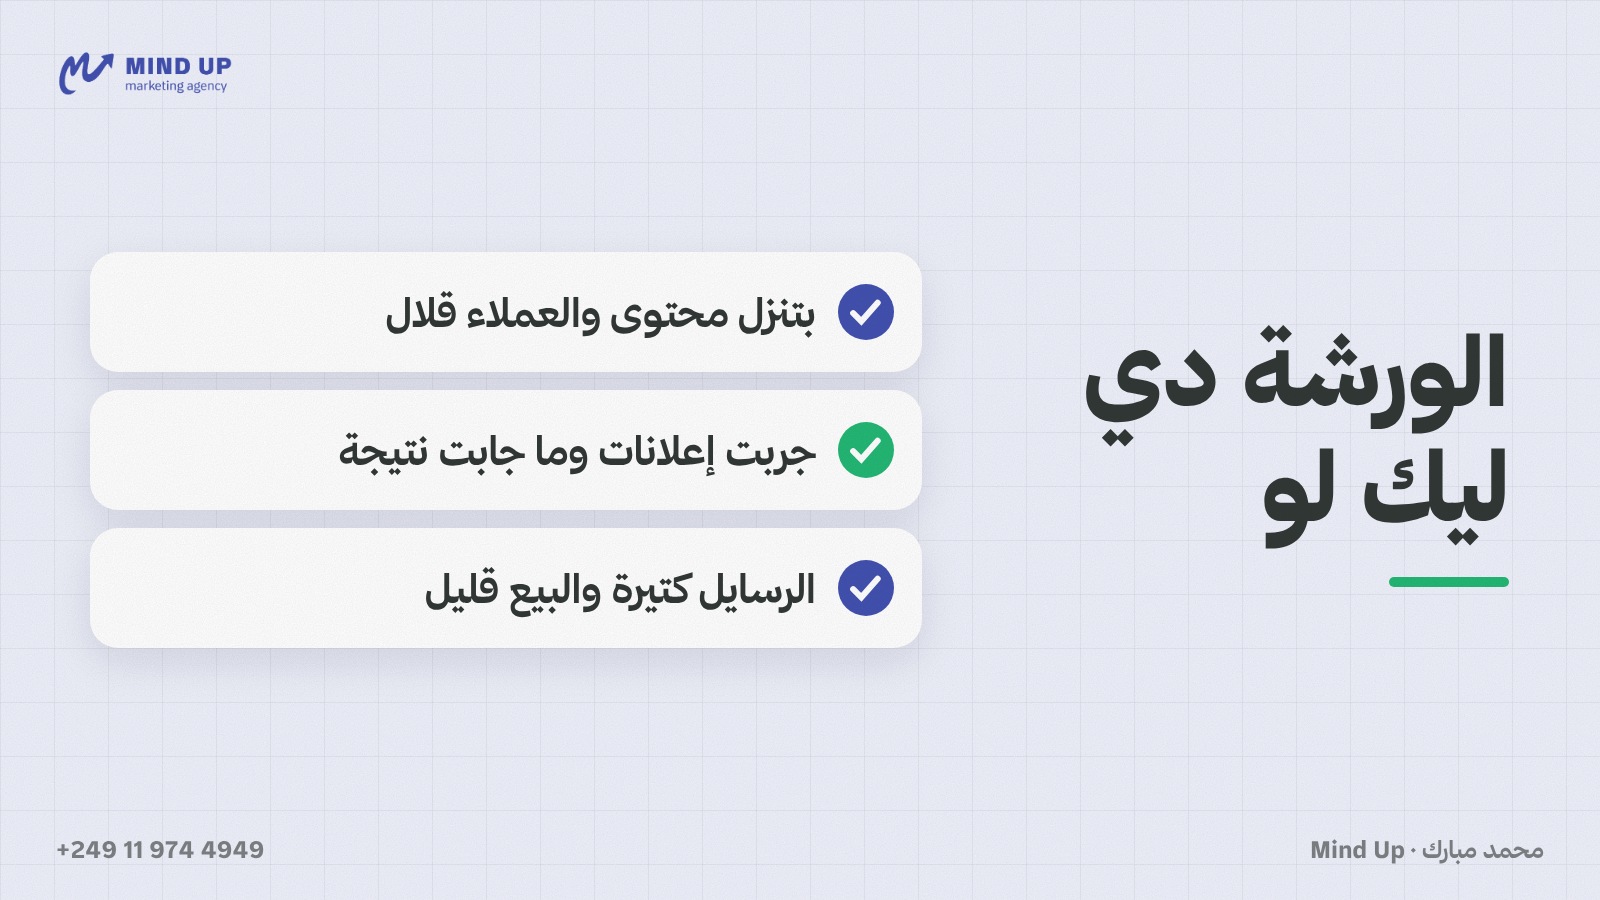 MIND UP
marketing agency
الورشة دي
ليك لو
بتنزل محتوى والعملاء قلال
جربت إعلانات وما جابت نتيجة
الرسايل كتيرة والبيع قليل
محمد مبارك · Mind Up
+249 11 974 4949